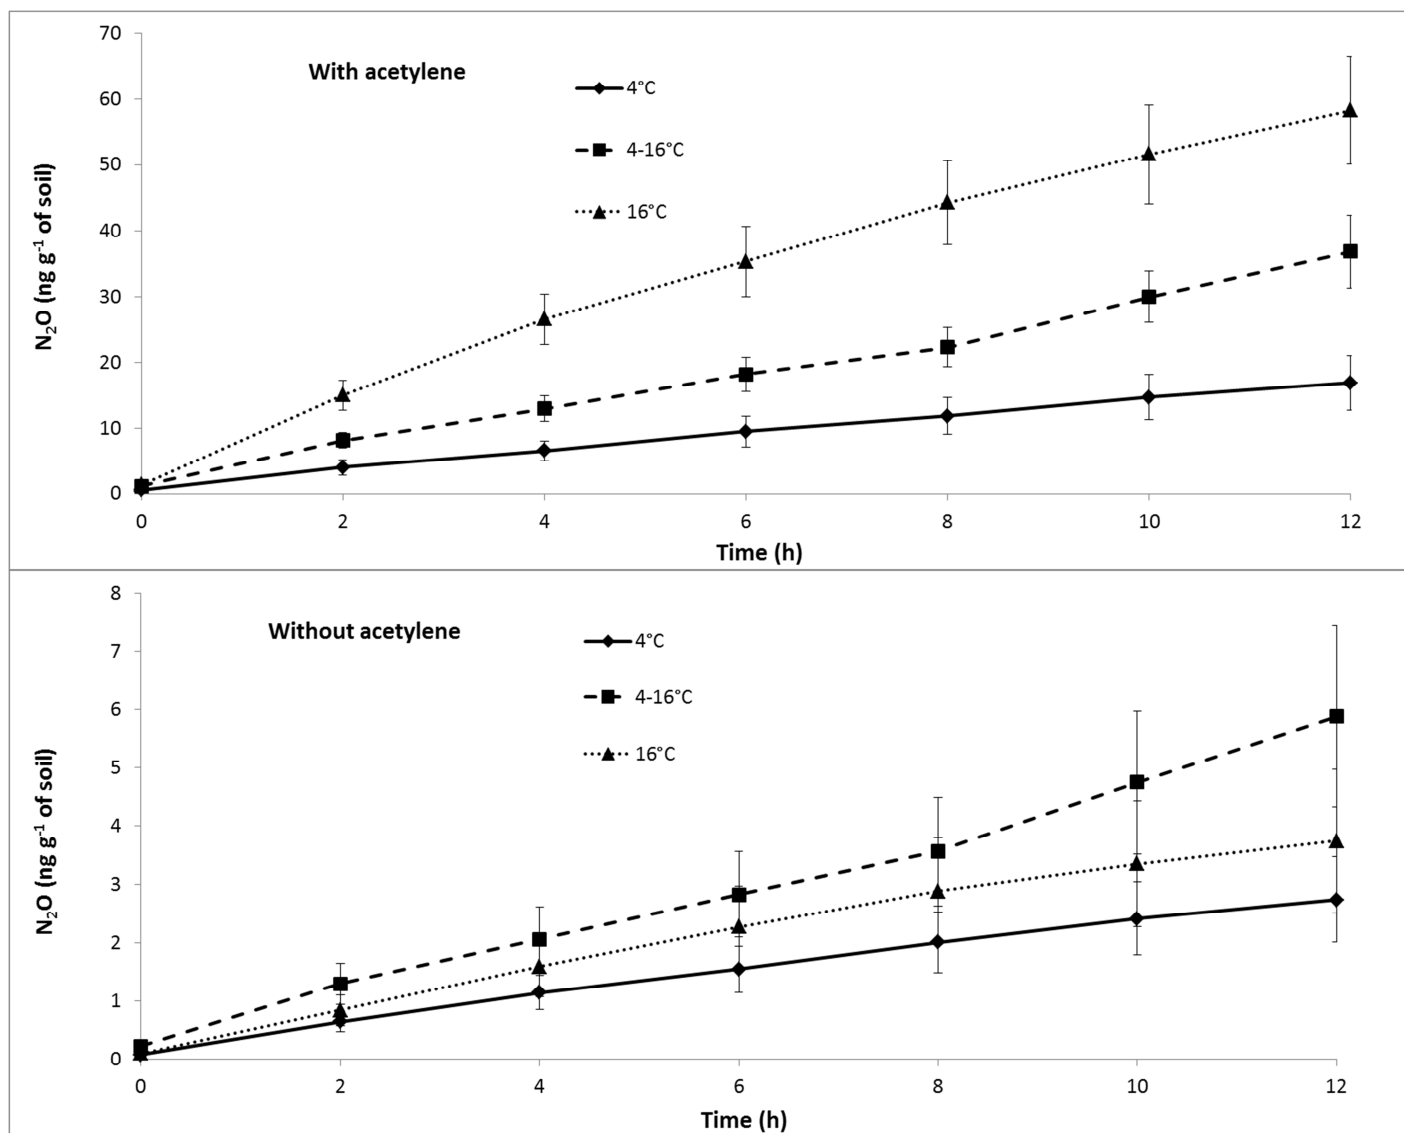 With acetylene
4°C
4-16°C
16°C
N₂O (ng g⁻¹ of soil)
70
60
50
40
30
20
10
0
0 2 4 6 8 10 12
Time (h)
Without acetylene
4°C
4-16°C
16°C
N₂O (ng g⁻¹ of soil)
8
7
6
5
4
3
2
1
0
0 2 4 6 8 10 12
Time (h)